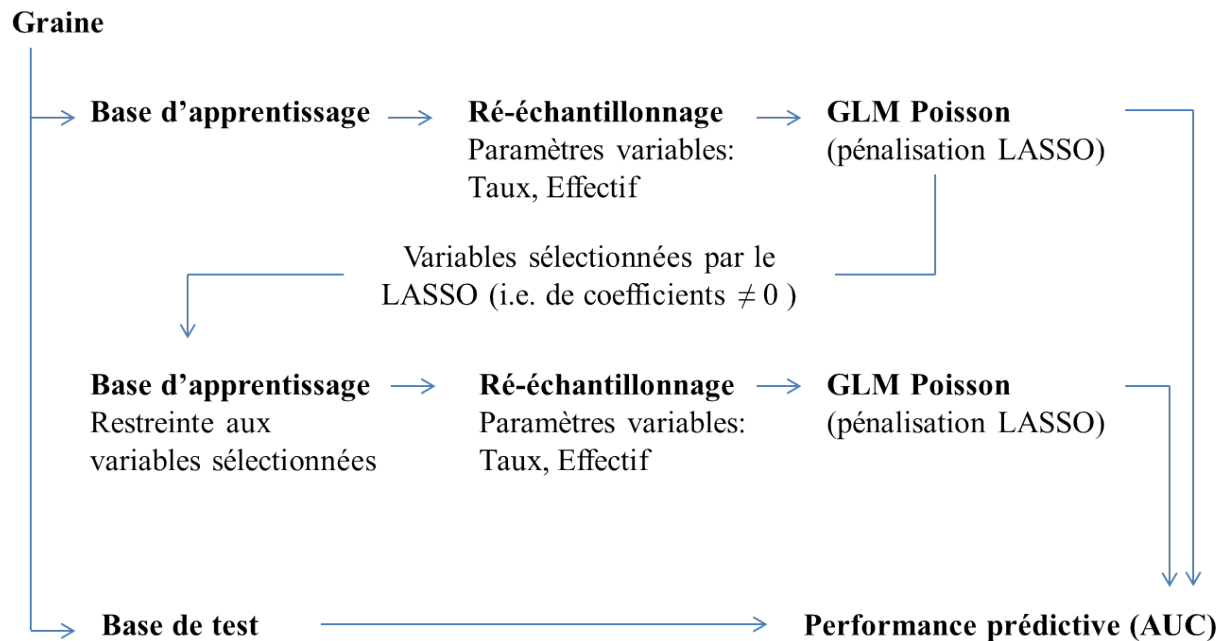 Graine
Base d’apprentissage
Ré-échantillonnage
Paramètres variables:
Taux, Effectif
GLM Poisson
(pénalisation LASSO)
Variables sélectionnées par le
LASSO (i.e. de coefficients ≠ 0 )
Base d’apprentissage
Restreinte aux
variables sélectionnées
Ré-échantillonnage
Paramètres variables:
Taux, Effectif
GLM Poisson
(pénalisation LASSO)
Base de test
Performance prédictive (AUC)